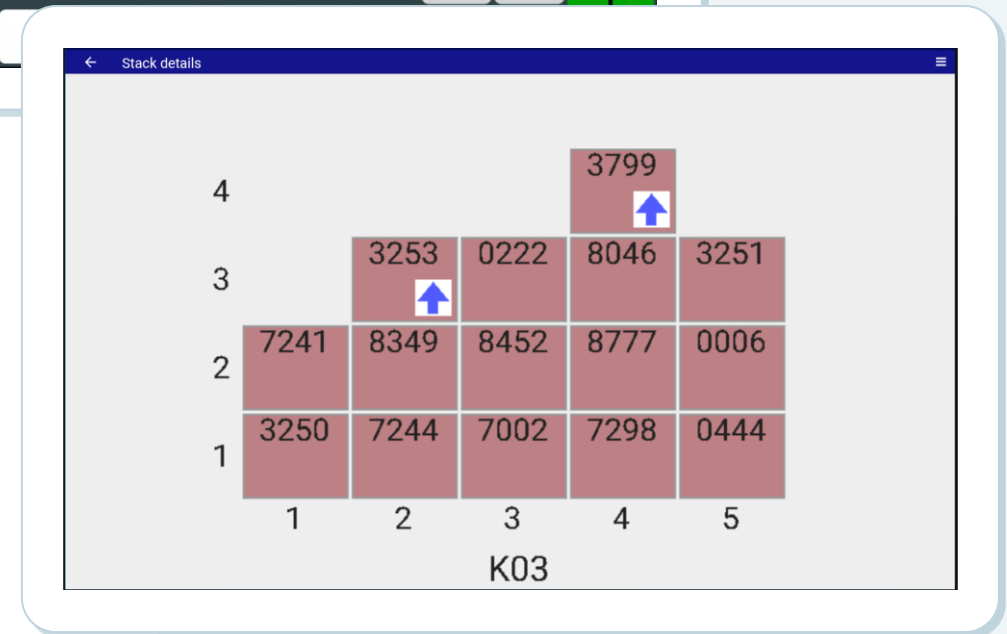 Stack details
4 3799
3 3253 0222 8046 3251
2 7241 8349 8452 8777 0006
1 3250 7244 7002 7298 0444
1 2 3 4 5
K03